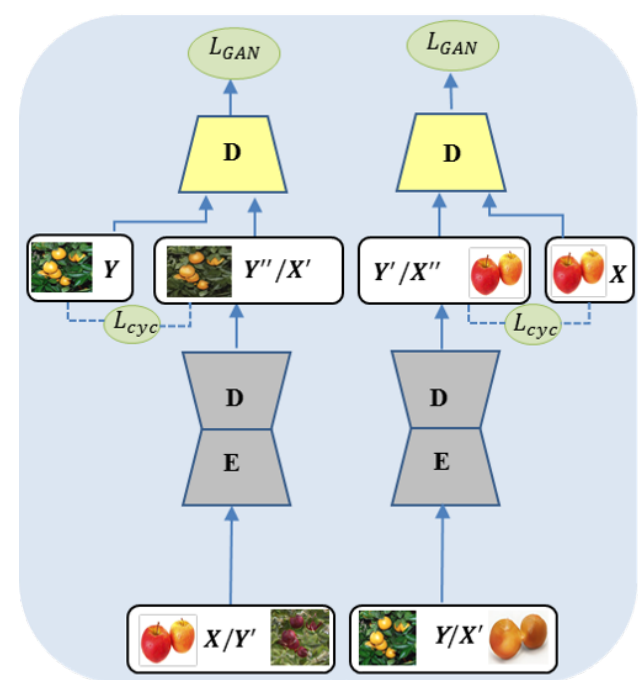 L_GAN
L_GAN
D
D
Y
Y''/X'
Y'/X''
X
L_cyc
L_cyc
D
D
E
E
X/Y'
Y/X'